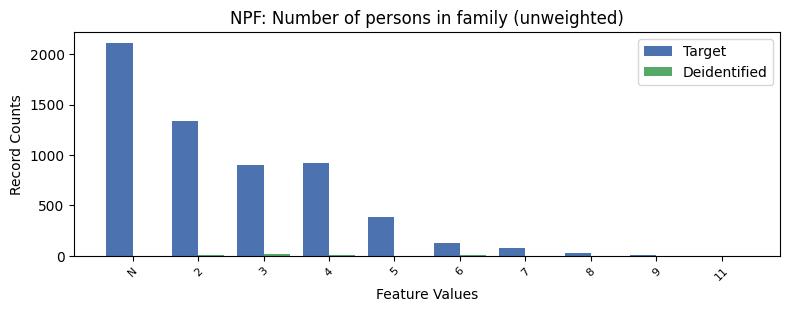 NPF: Number of persons in family (unweighted)
Target
Deidentified
Record Counts
2000
1500
1000
500
0
N 2 3 4 5 6 7 8 9 11
Feature Values